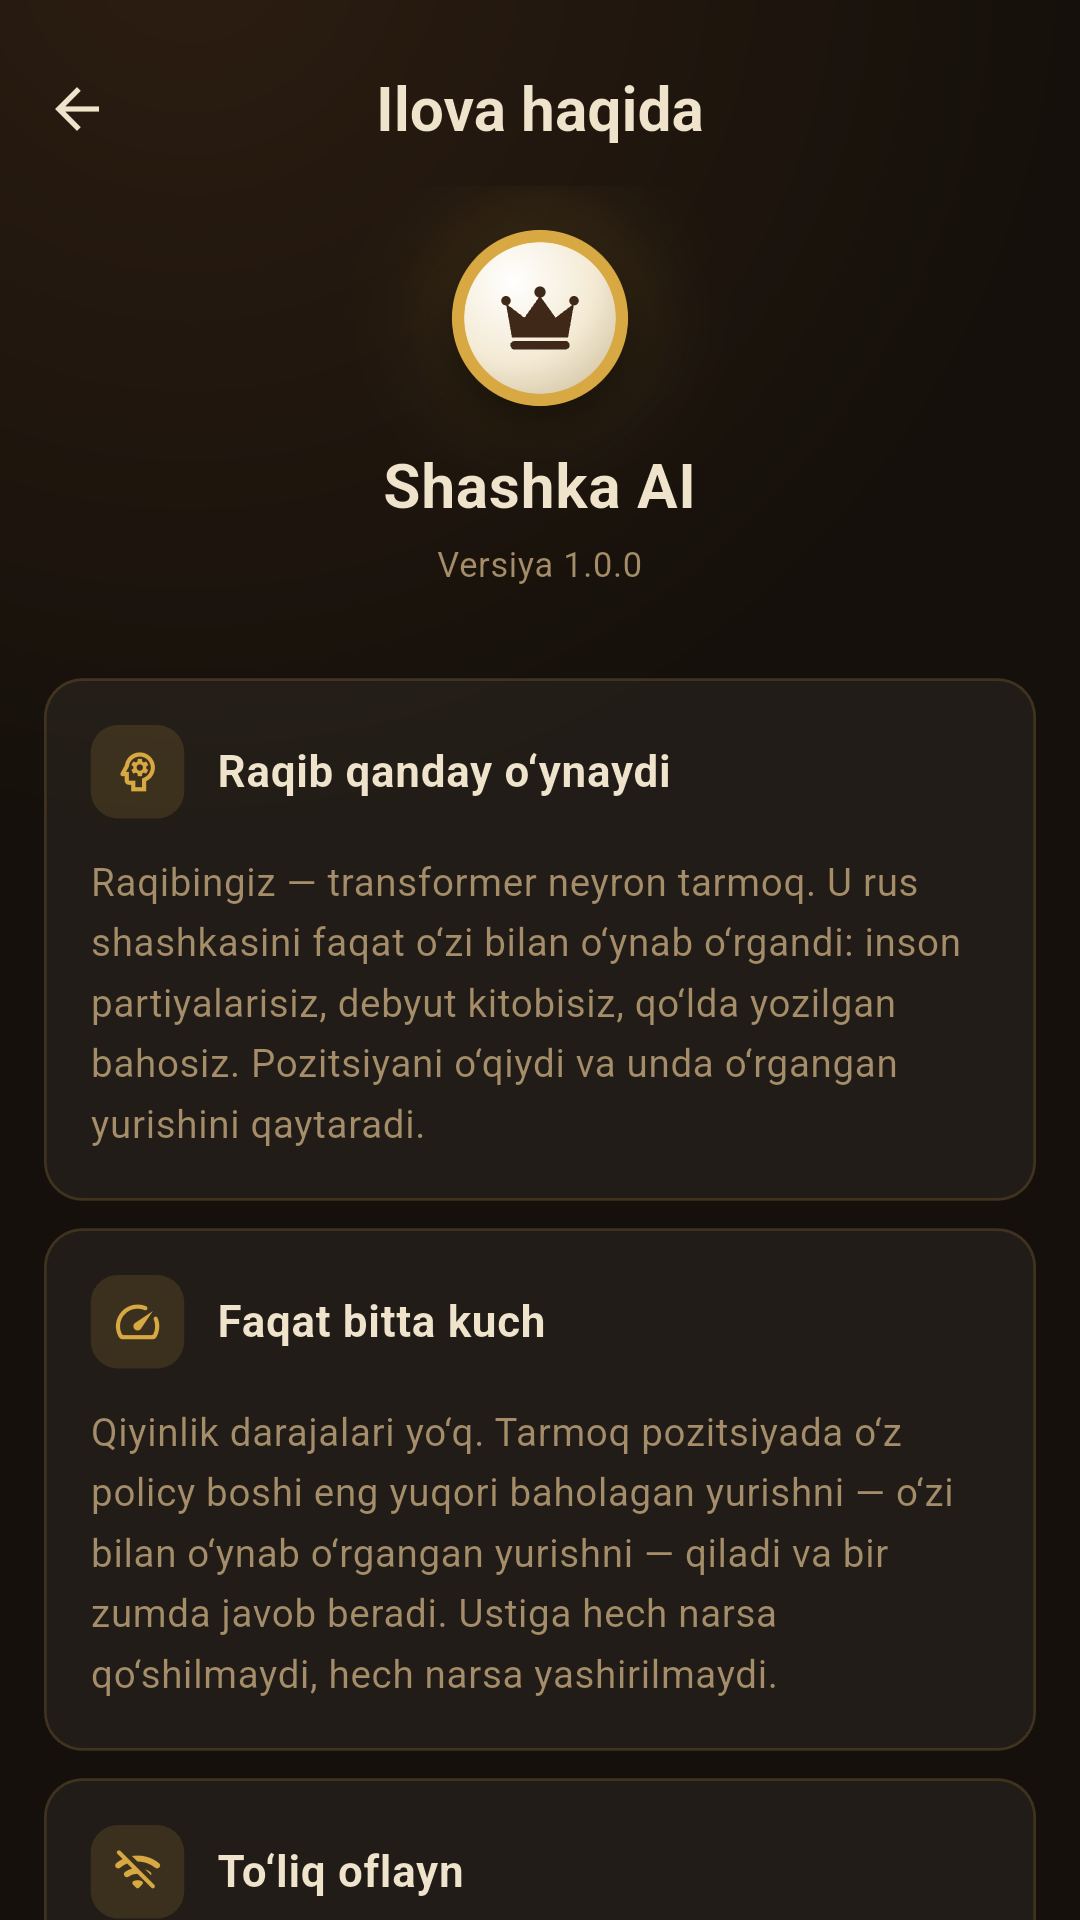 Ilova haqida
Shashka AI
Versiya 1.0.0
Raqib qanday oʻynaydi
Raqibingiz — transformer neyron tarmoq. U rus
shashkasini faqat oʻzi bilan oʻynab oʻrgandi: inson
partiyalarisiz, debyut kitobisiz, qoʻlda yozilgan
bahosiz. Pozitsiyani oʻqiydi va unda oʻrgangan
yurishini qaytaradi.
Faqat bitta kuch
Qiyinlik darajalari yoʻq. Tarmoq pozitsiyada oʻz
policy boshi eng yuqori baholagan yurishni — oʻzi
bilan oʻynab oʻrgangan yurishni — qiladi va bir
zumda javob beradi. Ustiga hech narsa
qoʻshilmaydi, hech narsa yashirilmaydi.
Toʻliq oflayn